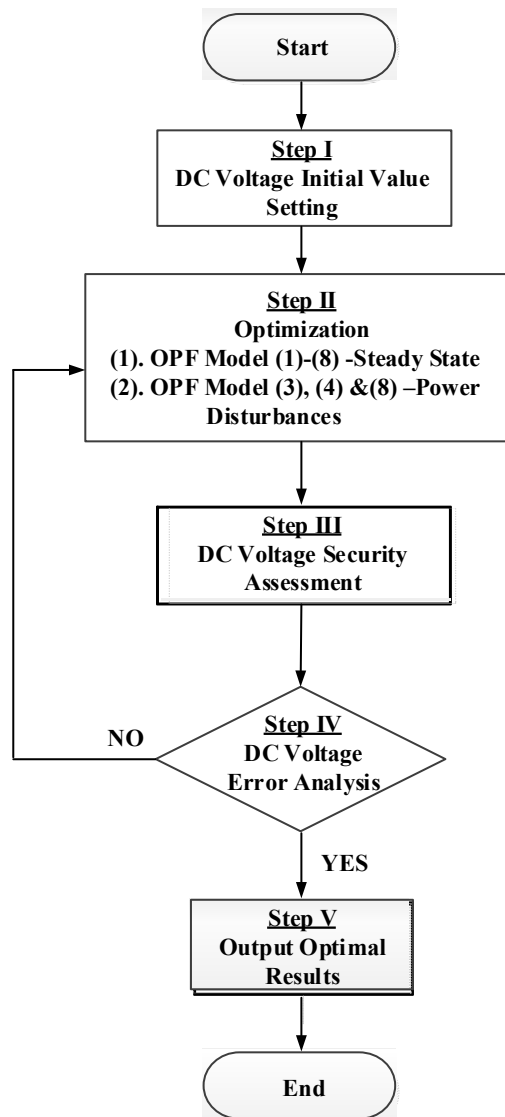 Start
Step I
DC Voltage Initial Value
Setting
Step II
Optimization
(1). OPF Model (1)-(8) -Steady State
(2). OPF Model (3), (4) &(8) –Power
Disturbances
Step III
DC Voltage Security
Assessment
Step IV
DC Voltage
Error Analysis
NO
YES
Step V
Output Optimal
Results
End